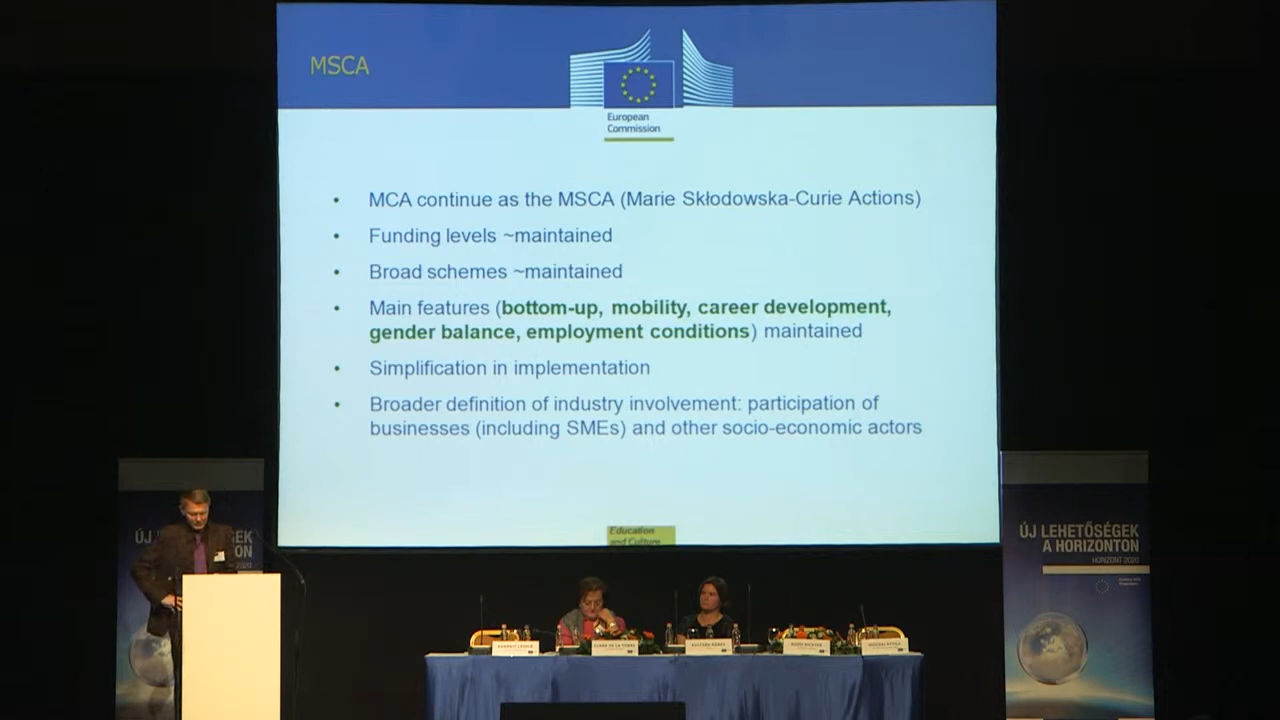 MSCA
European
Commission
• MCA continue as the MSCA (Marie Skłodowska-Curie Actions)
• Funding levels ~maintained
• Broad schemes ~maintained
• Main features (bottom-up, mobility, career development,
gender balance, employment conditions) maintained
• Simplification in implementation
• Broader definition of industry involvement: participation of
businesses (including SMEs) and other socio-economic actors
Education
and Culture
ÚJ LEHETŐSÉGEK
A HORIZONTON
HORIZONT 2020